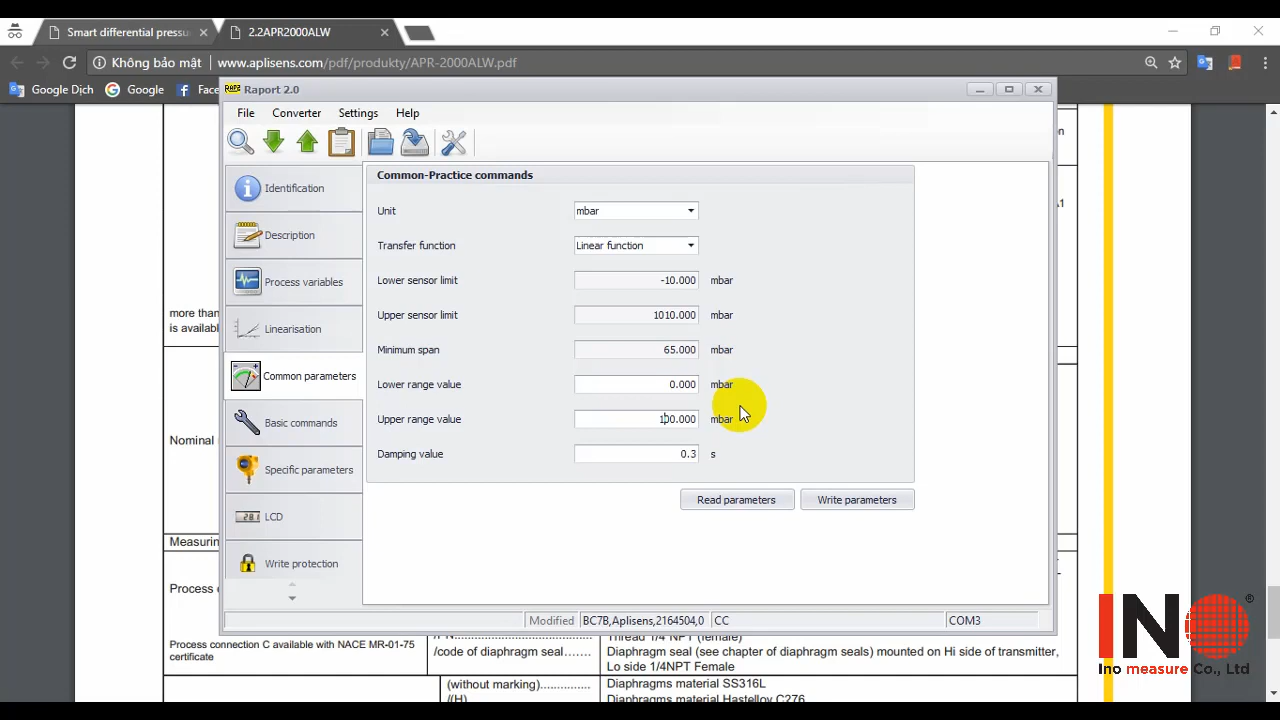 Smart differential pressu
2.2APR2000ALW
Không bảo mật
www.aplisens.com/pdf/produkty/APR-2000ALW.pdf
Google Dịch
Google
Face
Raport 2.0
File
Converter
Settings
Help
Identification
Description
Process variables
Linearisation
Common parameters
Basic commands
Specific parameters
LCD
Write protection
Common-Practice commands
Unit mbar
Transfer function Linear function
Lower sensor limit -10.000 mbar
Upper sensor limit 1010.000 mbar
Minimum span 65.000 mbar
Lower range value 0.000 mbar
Upper range value 100.000 mbar
Damping value 0.3 s
Read parameters
Write parameters
Modified
BC7B,Aplisens,2164504,0
CC
COM3
more than
is availabl
Nominal
Measuring
Process
Process connection C available with NACE MR-01-75
certificate
/code of diaphragm seal.......
(without marking)..............
Thread 1/4 NPT (female)
Diaphragm seal (see chapter of diaphragm seals) mounted on Hi side of transmitter,
Lo side 1/4NPT Female
Diaphragms material SS316L
Diaphragms material Hastelloy C276
INO
®
Ino measure Co., Ltd